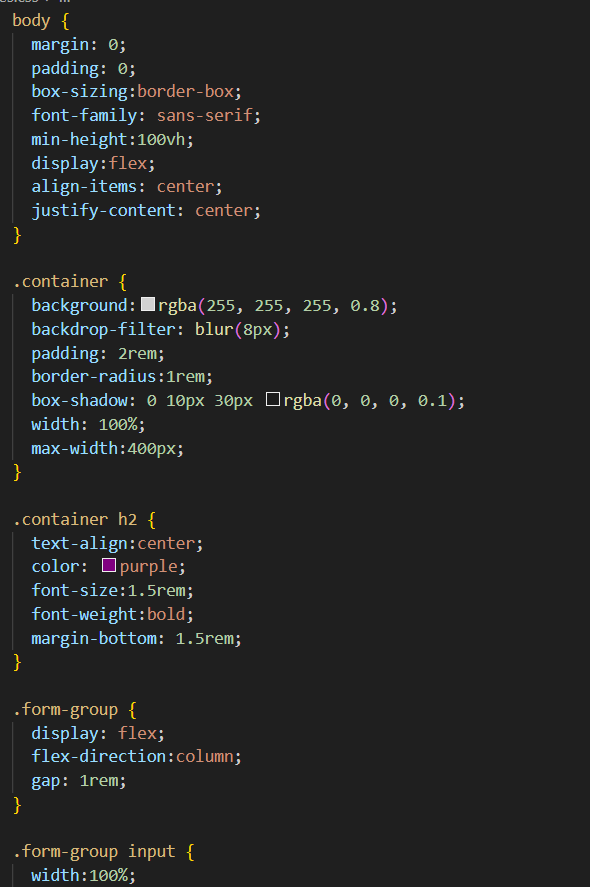 body {
  margin: 0;
  padding: 0;
  box-sizing:border-box;
  font-family: sans-serif;
  min-height:100vh;
  display:flex;
  align-items: center;
  justify-content: center;
}

.container {
  background: rgba(255, 255, 255, 0.8);
  backdrop-filter: blur(8px);
  padding: 2rem;
  border-radius:1rem;
  box-shadow: 0 10px 30px rgba(0, 0, 0, 0.1);
  width: 100%;
  max-width:400px;
}

.container h2 {
  text-align:center;
  color: purple;
  font-size:1.5rem;
  font-weight:bold;
  margin-bottom: 1.5rem;
}

.form-group {
  display: flex;
  flex-direction:column;
  gap: 1rem;
}

.form-group input {
  width:100%;